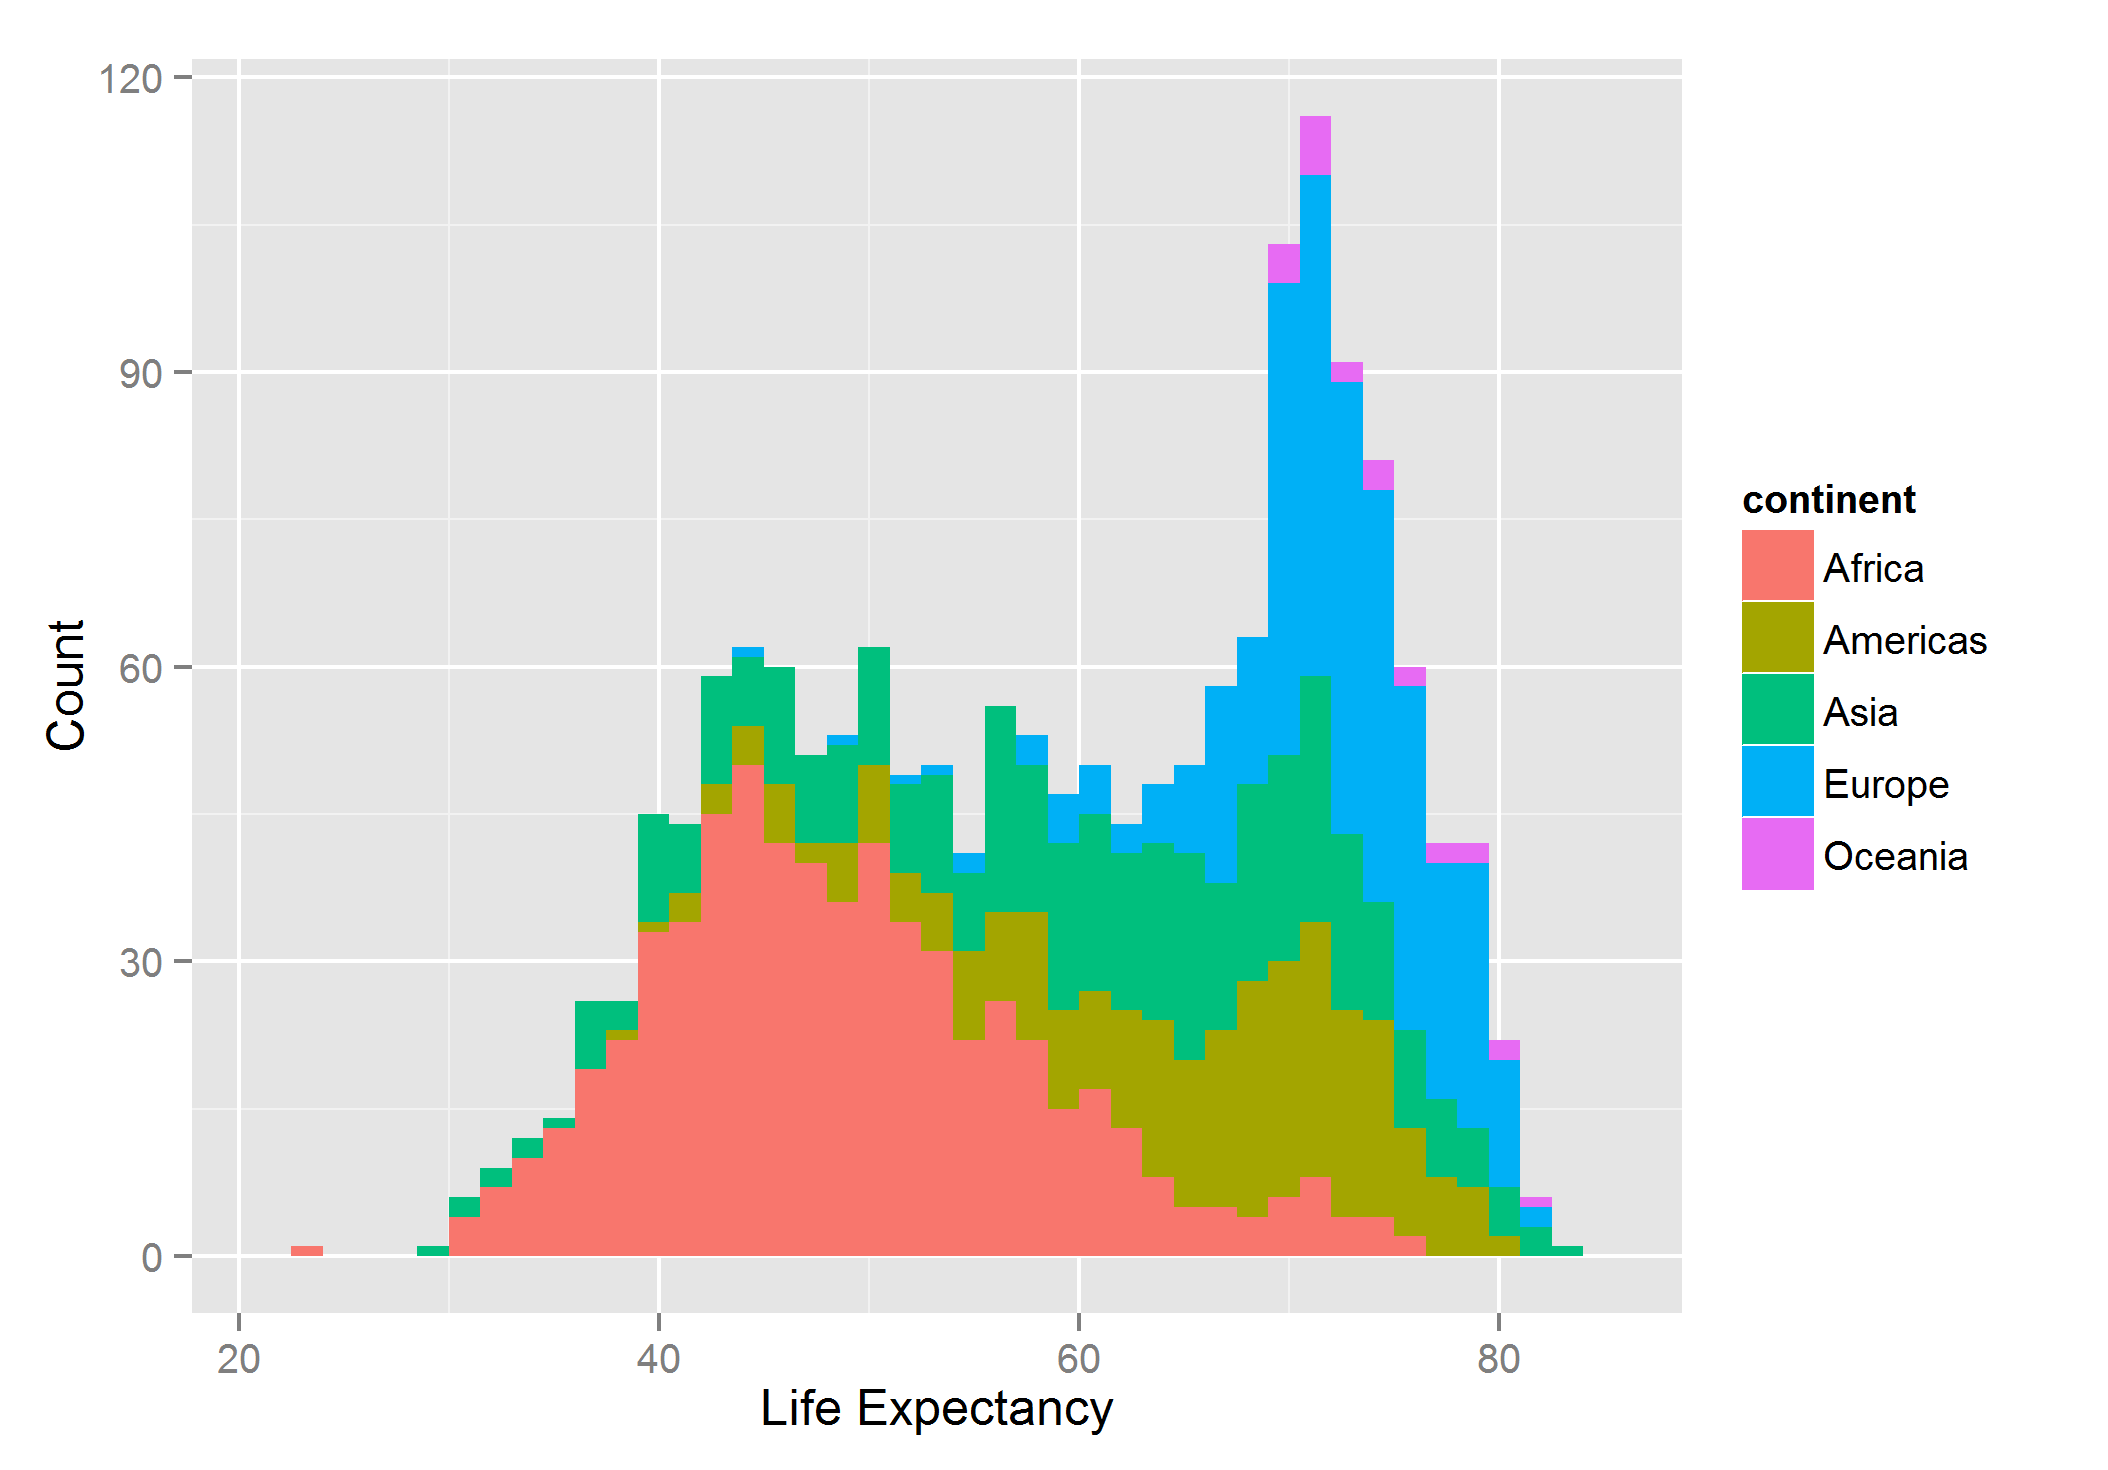 120
90
60
30
0
Count
20 40 60 80
Life Expectancy
continent
Africa
Americas
Asia
Europe
Oceania